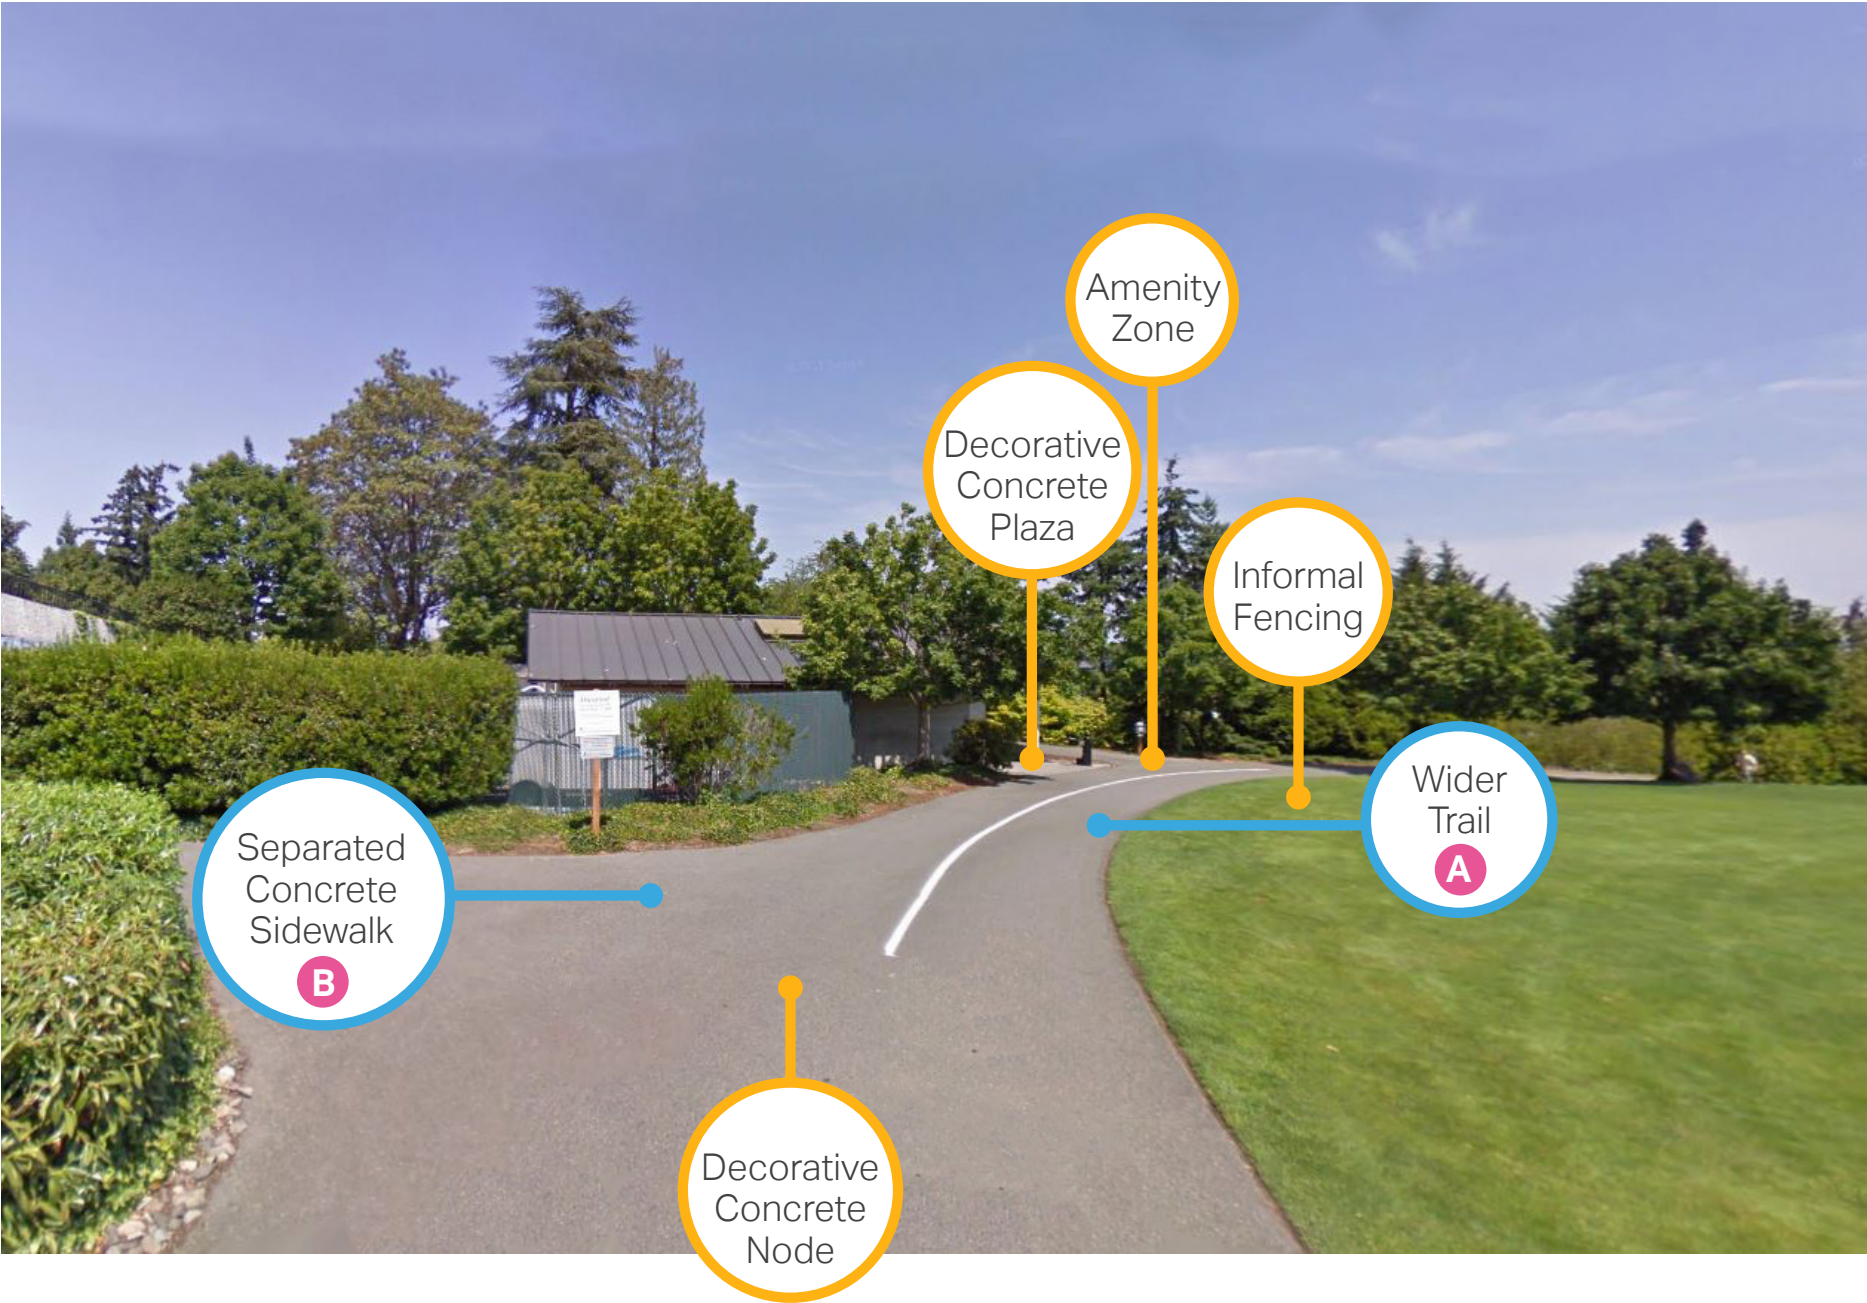 Amenity
Zone
Decorative
Concrete
Plaza
Informal
Fencing
Wider
Trail
A
Separated
Concrete
Sidewalk
B
Decorative
Concrete
Node